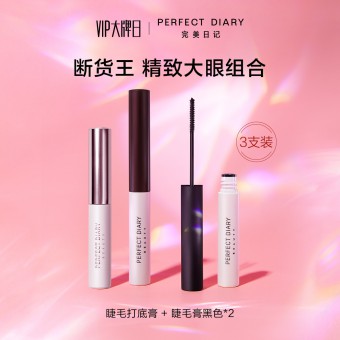 VIP大牌日 | PERFECT DIARY
完美日记
断货王 精致大眼组合
3支装
PERFECT DIARY
PERFECT DIARY
PERFECT DIARY
睫毛打底膏 + 睫毛膏黑色*2